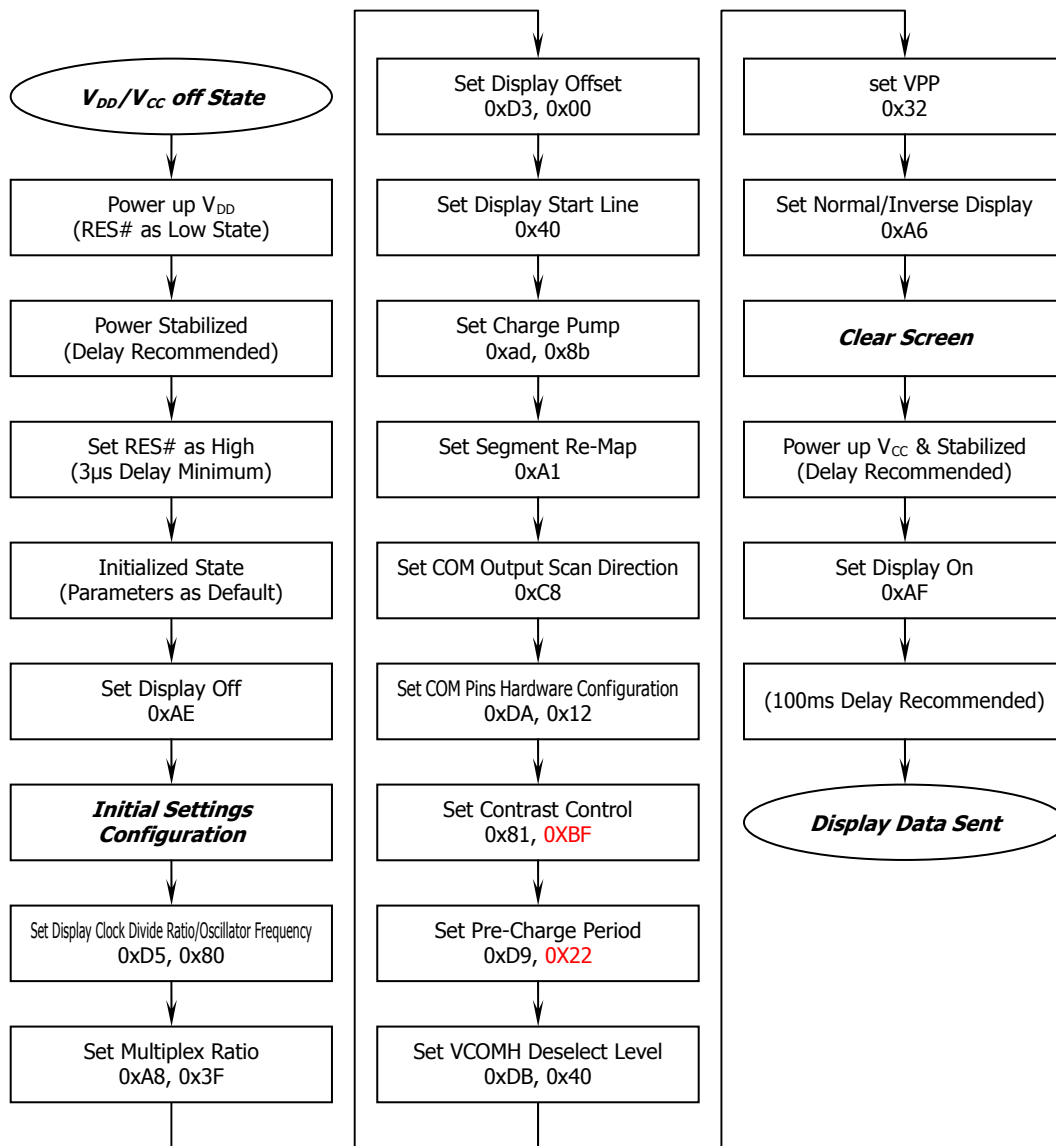 V_DD/V_CC off State
Power up V_DD
(RES# as Low State)
Power Stabilized
(Delay Recommended)
Set RES# as High
(3μs Delay Minimum)
Initialized State
(Parameters as Default)
Set Display Off
0xAE
Initial Settings
Configuration
Set Display Clock Divide Ratio/Oscillator Frequency
0xD5, 0x80
Set Multiplex Ratio
0xA8, 0x3F
Set Display Offset
0xD3, 0x00
Set Display Start Line
0x40
Set Charge Pump
0xad, 0x8b
Set Segment Re-Map
0xA1
Set COM Output Scan Direction
0xC8
Set COM Pins Hardware Configuration
0xDA, 0x12
Set Contrast Control
0x81, 0XBF
Set Pre-Charge Period
0xD9, 0X22
Set VCOMH Deselect Level
0xDB, 0x40
set VPP
0x32
Set Normal/Inverse Display
0xA6
Clear Screen
Power up V_CC & Stabilized
(Delay Recommended)
Set Display On
0xAF
(100ms Delay Recommended)
Display Data Sent